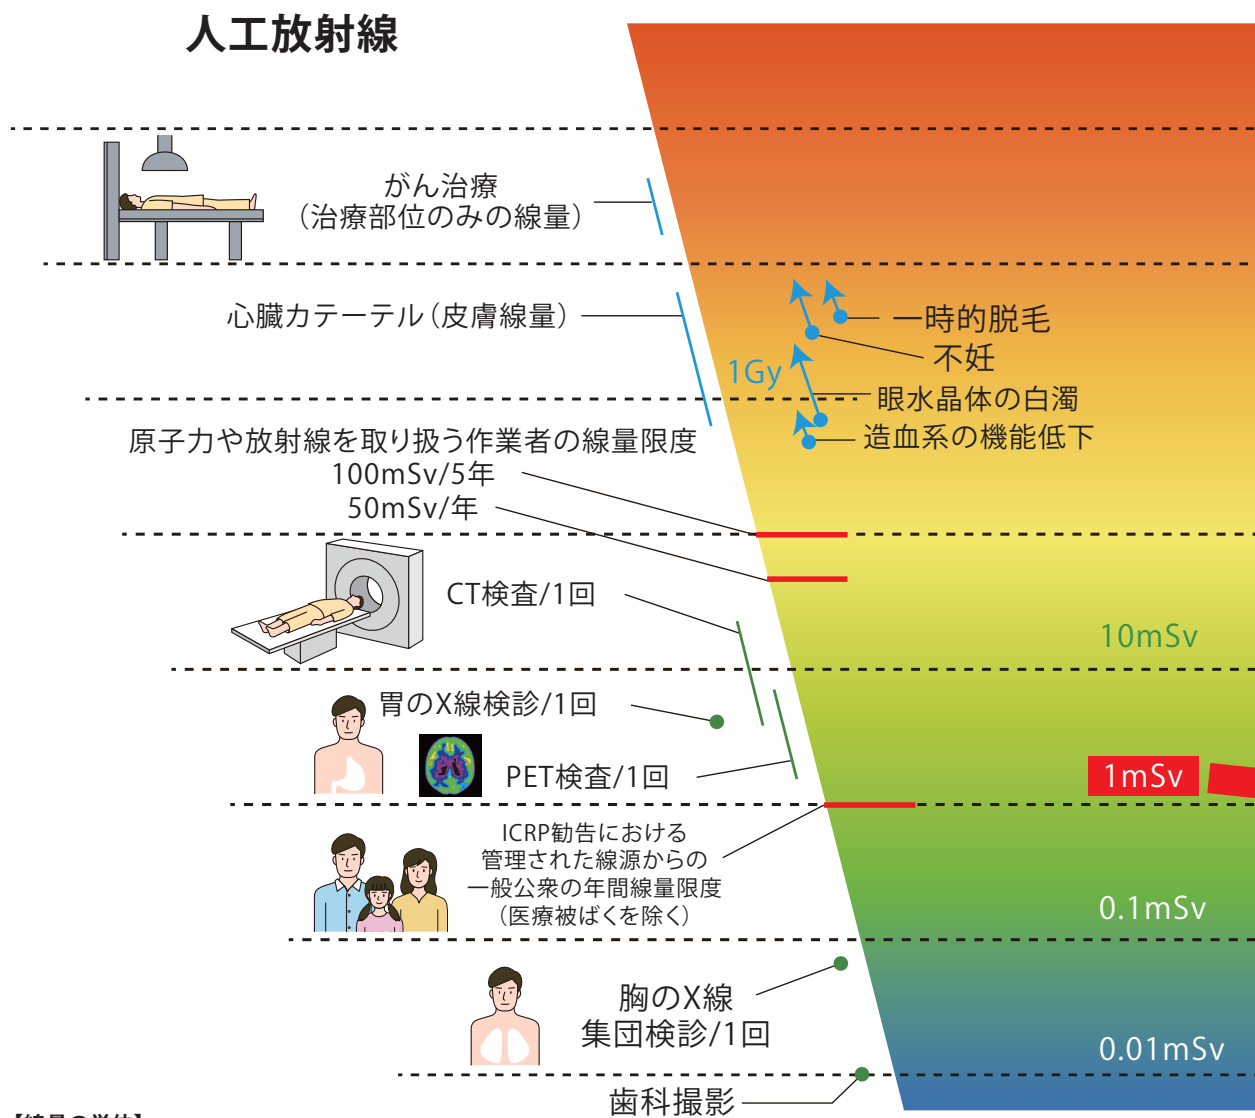 人工放射線
がん治療
(治療部位のみの線量)
心臓カテーテル(皮膚線量)
一時的脱毛
不妊
1Gy
眼水晶体の白濁
造血系の機能低下
原子力や放射線を取り扱う作業者の線量限度
100mSv/5年
50mSv/年
CT検査/1回
10mSv
胃のX線検診/1回
PET検査/1回
1mSv
ICRP勧告における
管理された線源からの
一般公衆の年間線量限度
(医療被ばくを除く)
0.1mSv
胸のX線
集団検診/1回
0.01mSv
歯科撮影